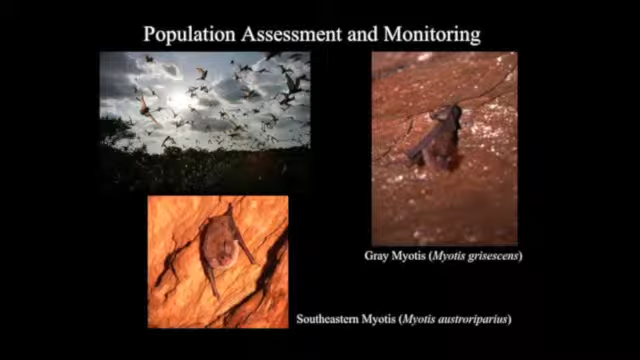 Population Assessment and Monitoring
Gray Myotis (Myotis grisescens)
Southeastern Myotis (Myotis austroriparius)